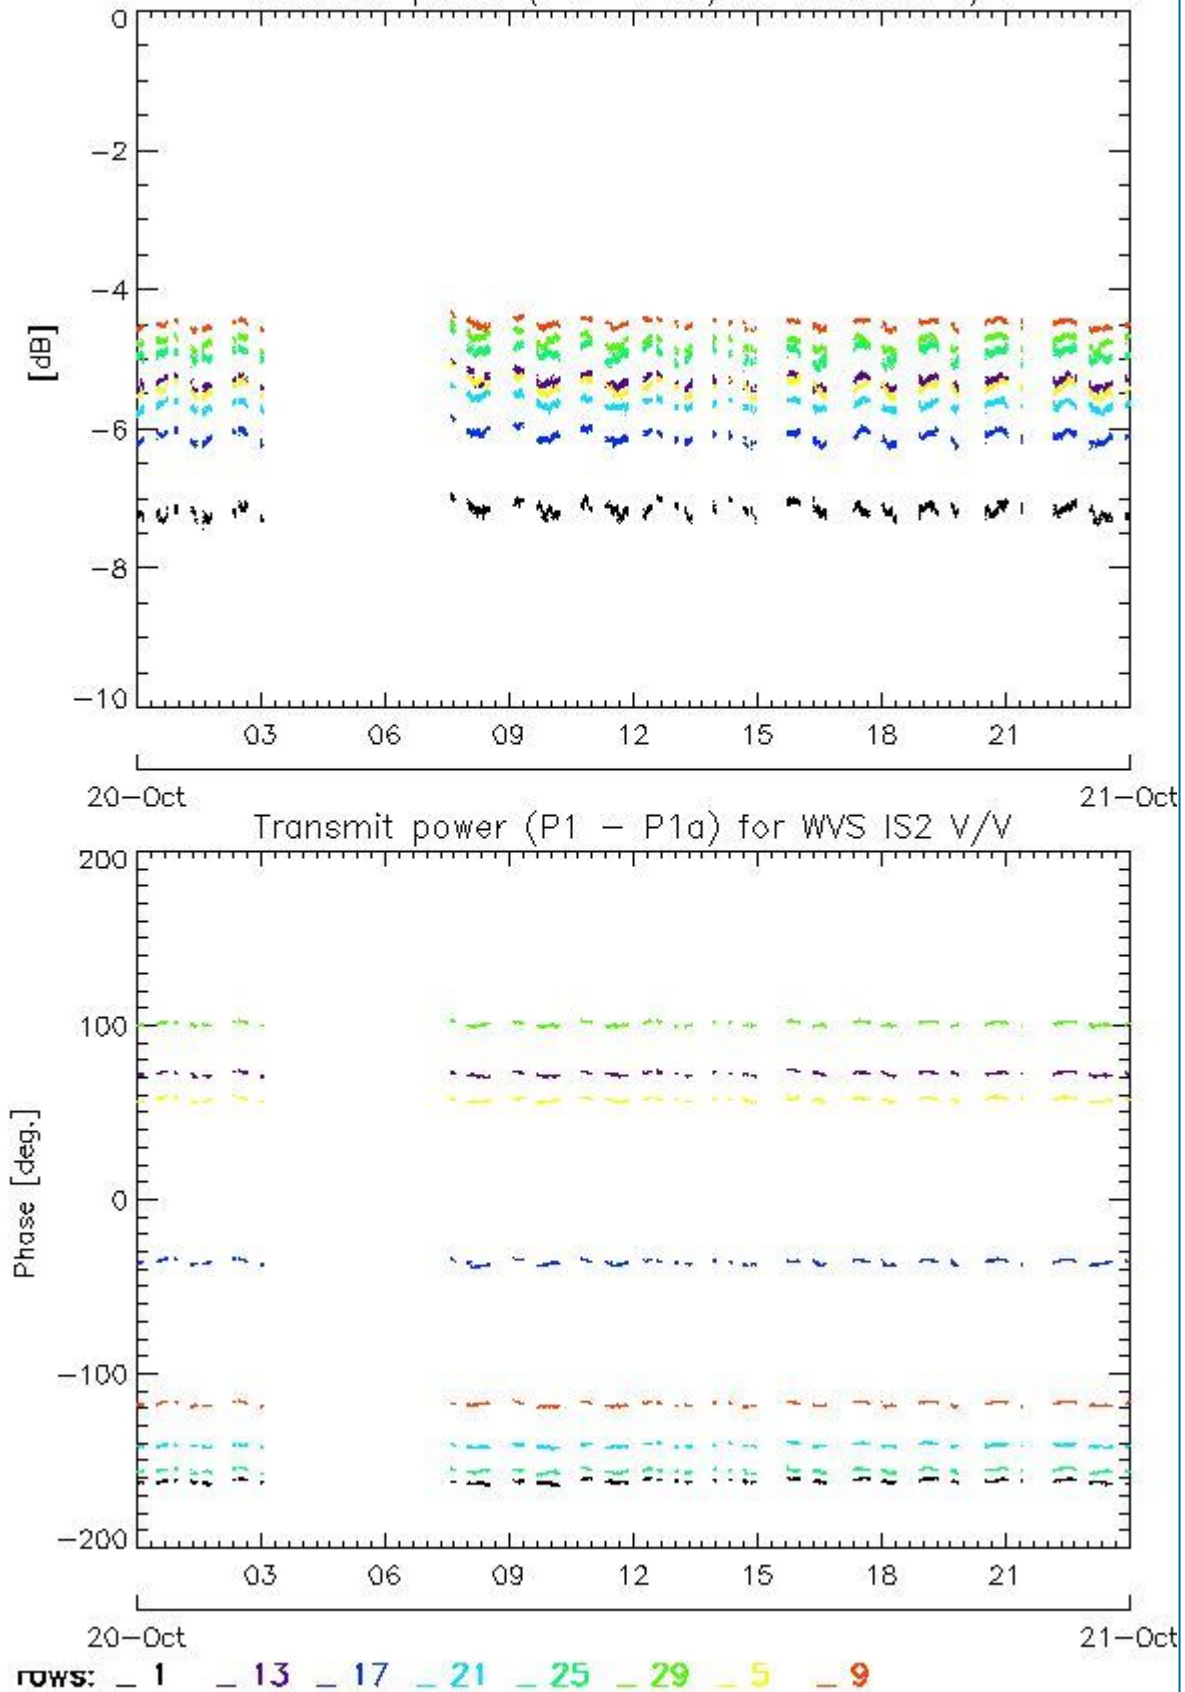 0
−2
−4
[dB]
−6
−8
−10
03 06 09 12 15 18 21
20−Oct 21−Oct
Transmit power (P1 − P1a) for WVS IS2 V/V
200
100
0
Phase [deg.]
−100
−200
03 06 09 12 15 18 21
20−Oct 21−Oct
rows: _ 1 _ 13 _ 17 _ 21 _ 25 _ 29 _ 5 _ 9